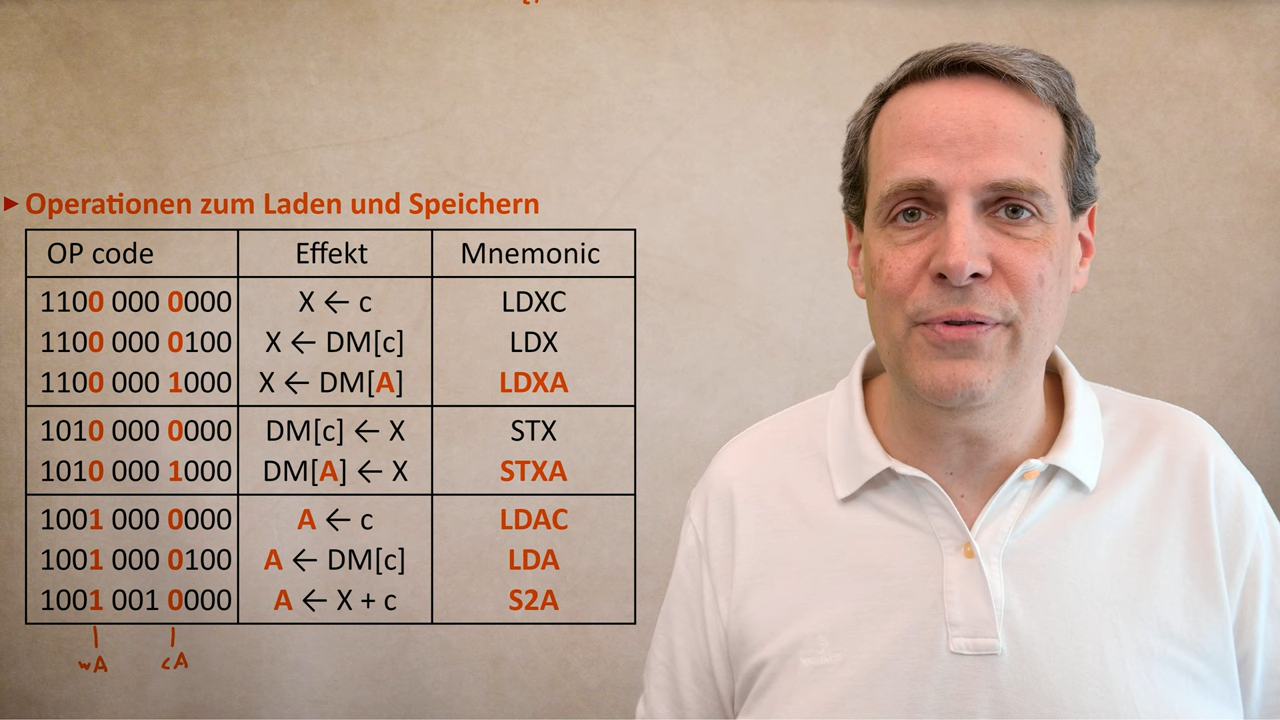 ▸ Operationen zum Laden und Speichern
OP code Effekt Mnemonic
1100 000 0000 X ← c LDXC
1100 000 0100 X ← DM[c] LDX
1100 000 1000 X ← DM[A] LDXA
1010 000 0000 DM[c] ← X STX
1010 000 1000 DM[A] ← X STXA
1001 000 0000 A ← c LDAC
1001 000 0100 A ← DM[c] LDA
1001 001 0000 A ← X + c S2A
wA cA